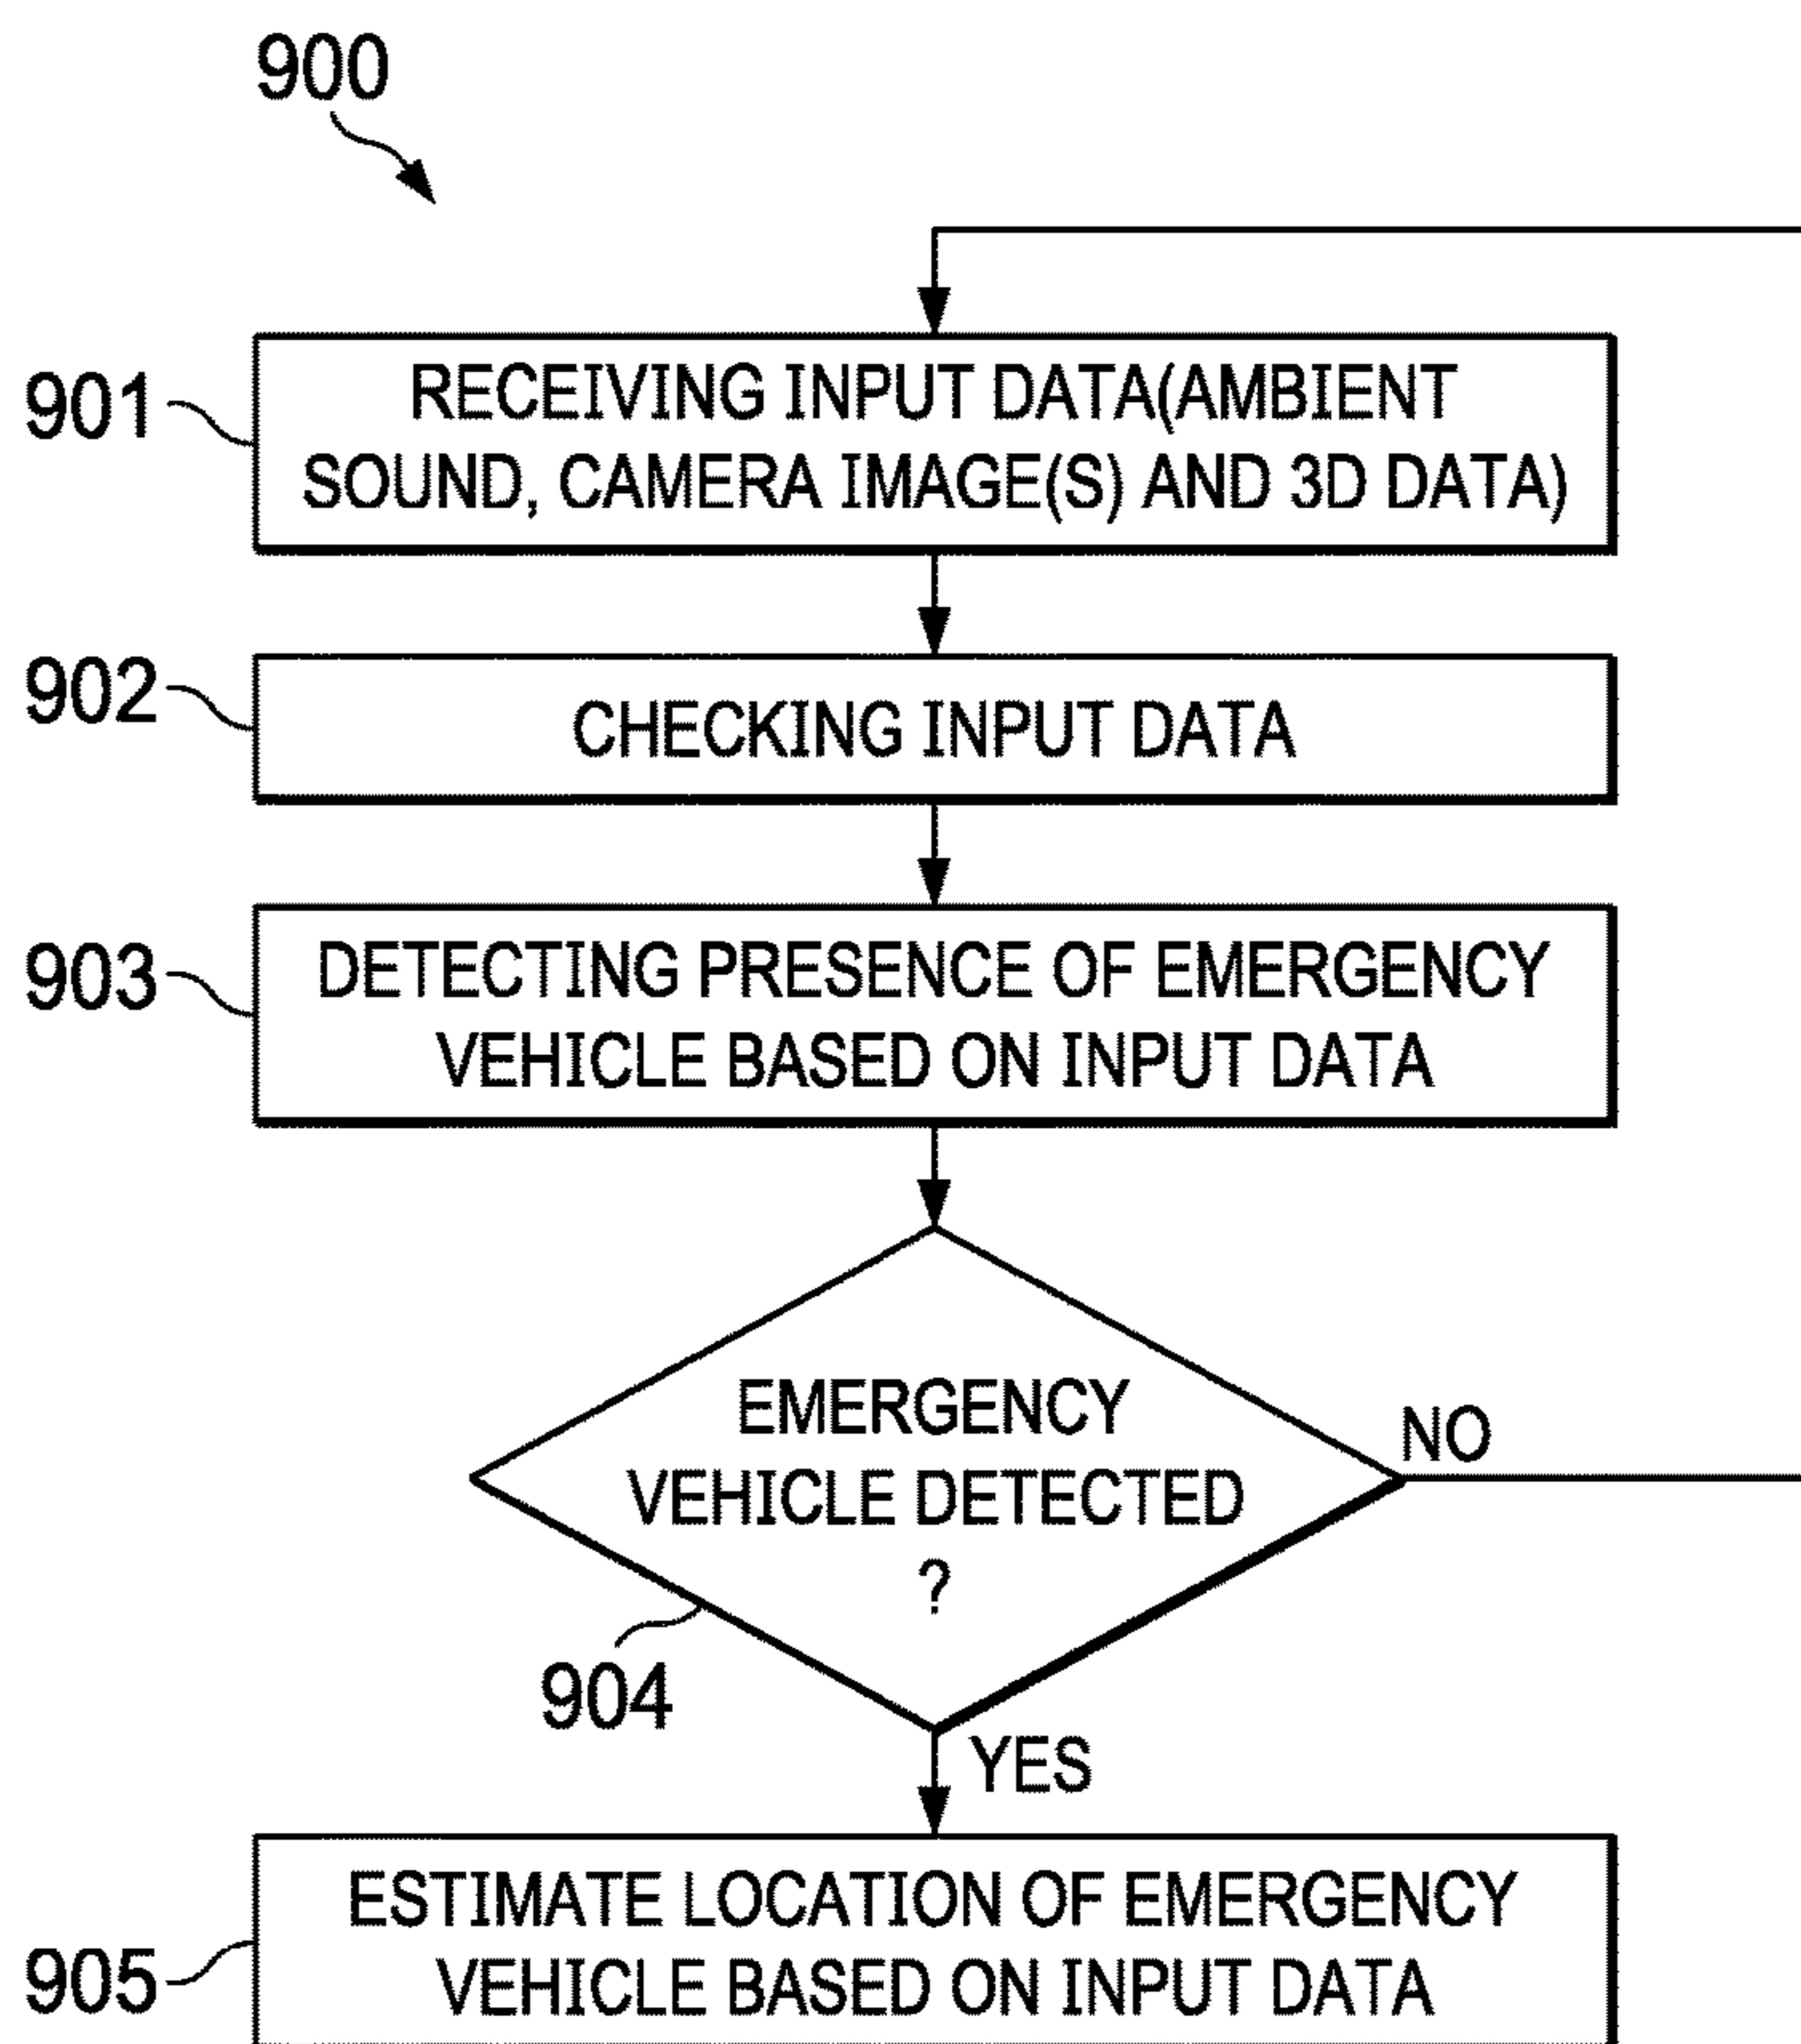 900
901
RECEIVING INPUT DATA(AMBIENT
SOUND, CAMERA IMAGE(S) AND 3D DATA)
902
CHECKING INPUT DATA
903
DETECTING PRESENCE OF EMERGENCY
VEHICLE BASED ON INPUT DATA
EMERGENCY
VEHICLE DETECTED
?
NO
904
YES
905
ESTIMATE LOCATION OF EMERGENCY
VEHICLE BASED ON INPUT DATA